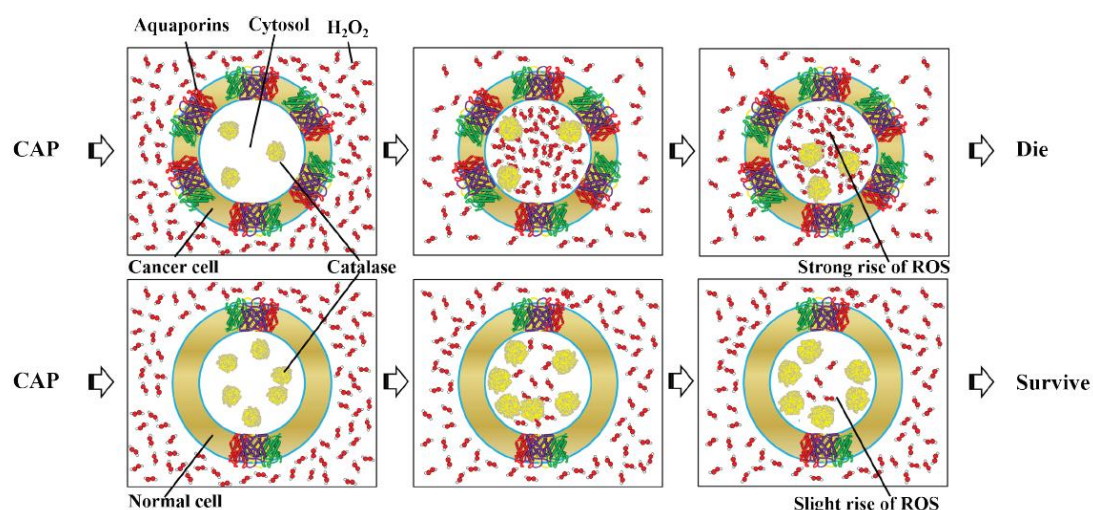 Aquaporins Cytosol H₂O₂
CAP
Die
Cancer cell
Catalase
Strong rise of ROS
CAP
Survive
Normal cell
Slight rise of ROS